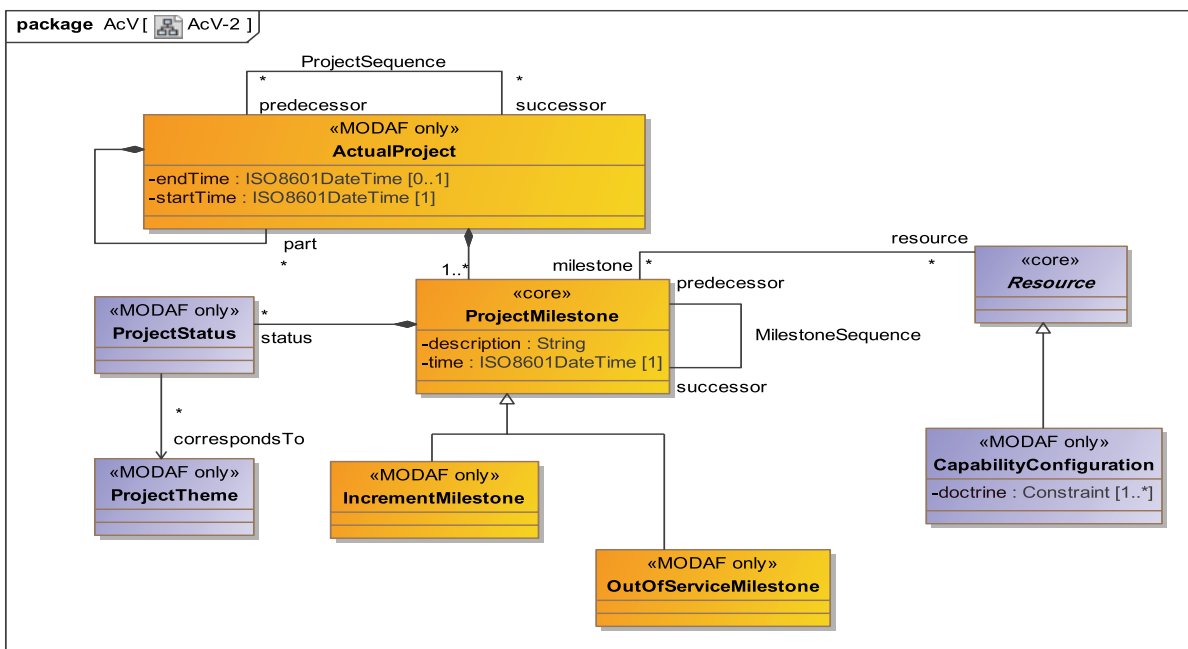 package AcV [ AcV-2 ]
ProjectSequence
* *
predecessor successor
«MODAF only»
ActualProject
-endTime : ISO8601DateTime [0..1]
-startTime : ISO8601DateTime [1]
part
*
1..*
milestone * * resource
«core»
Resource
«core»
ProjectMilestone
-description : String
-time : ISO8601DateTime [1]
predecessor
MilestoneSequence
successor
«MODAF only»
ProjectStatus
*
status
*
correspondsTo
«MODAF only»
ProjectTheme
«MODAF only»
IncrementMilestone
«MODAF only»
OutOfServiceMilestone
«MODAF only»
CapabilityConfiguration
-doctrine : Constraint [1..*]